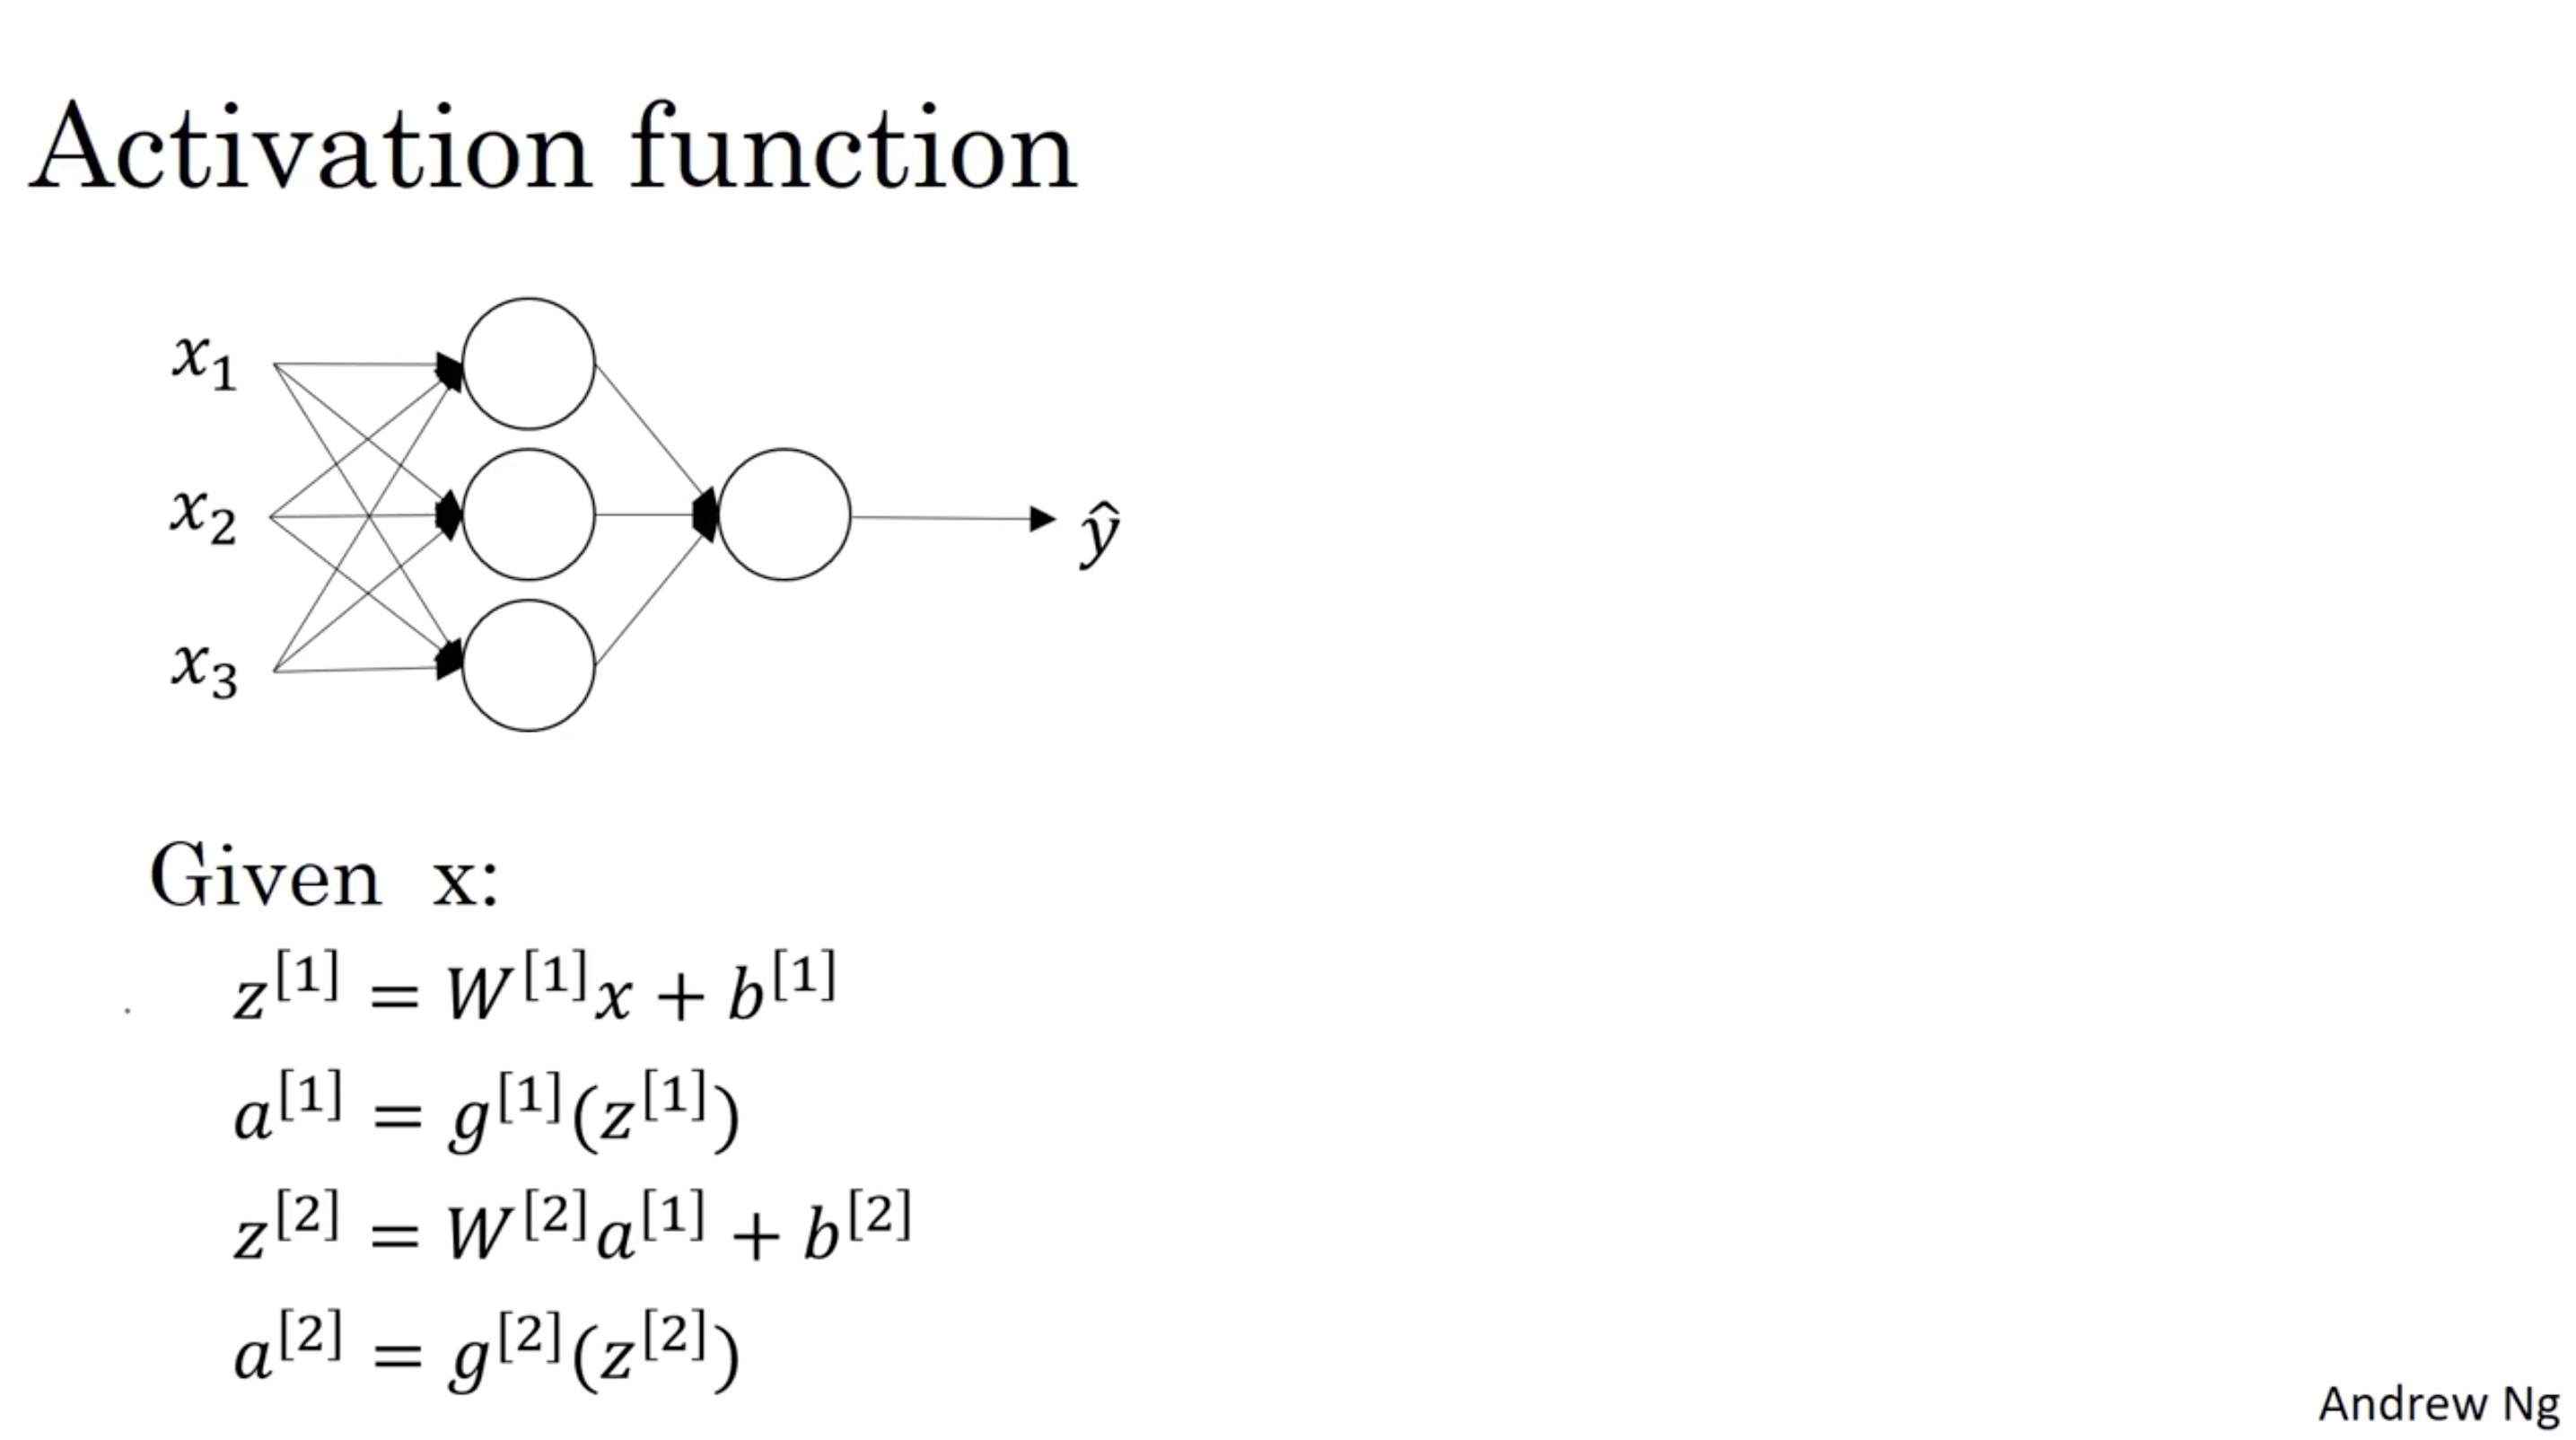 Activation function
x₁
x₂
x₃
ŷ
Given x:
z^[1] = W^[1]x + b^[1]
a^[1] = g^[1](z^[1])
z^[2] = W^[2]a^[1] + b^[2]
a^[2] = g^[2](z^[2])
Andrew Ng